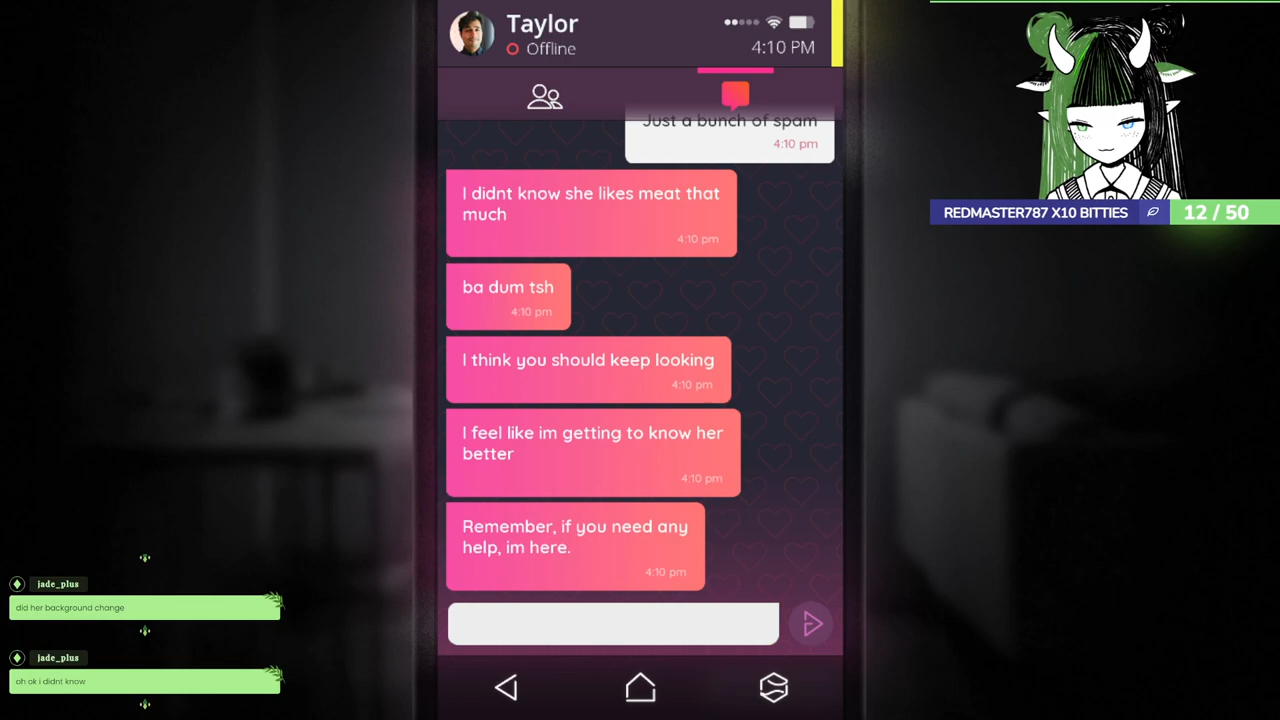 Taylor
Offline
4:10 PM
Just a bunch of spam
4:10 pm
I didnt know she likes meat that
much
4:10 pm
ba dum tsh
4:10 pm
I think you should keep looking
4:10 pm
I feel like im getting to know her
better
4:10 pm
Remember, if you need any
help, im here.
4:10 pm
REDMASTER787 X10 BITTIES
12 / 50
jade_plus
did her background change
jade_plus
oh ok i didnt know